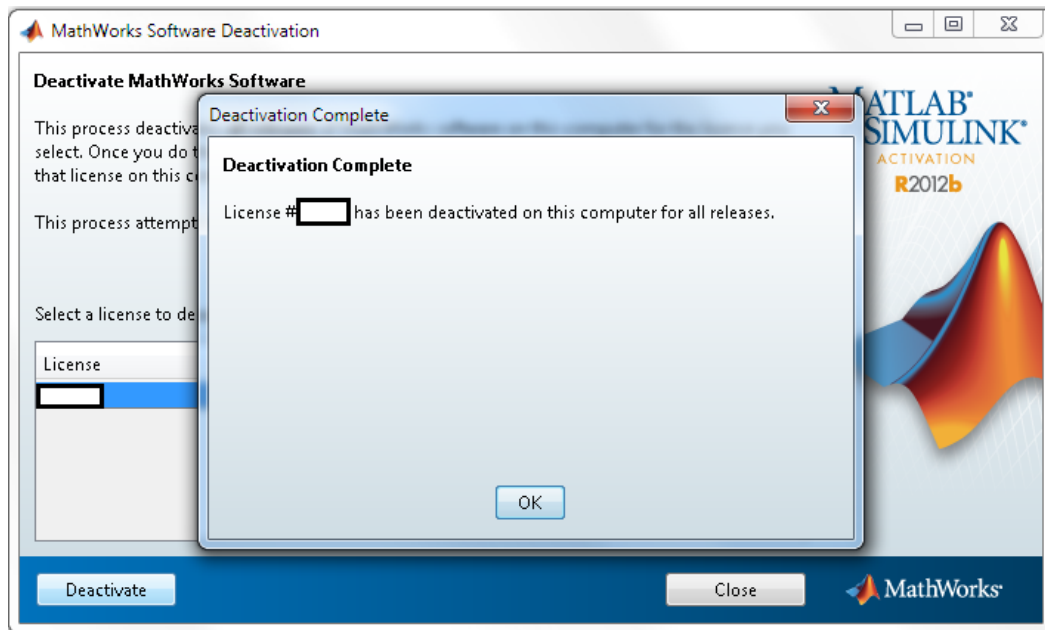 MathWorks Software Deactivation
Deactivate MathWorks Software
This process deactiva
select. Once you do t
that license on this c
This process attempt
Select a license to de
License
Deactivation Complete
Deactivation Complete
License # has been deactivated on this computer for all releases.
OK
MATLAB®
SIMULINK®
ACTIVATION
R2012b
Deactivate
Close
MathWorks®